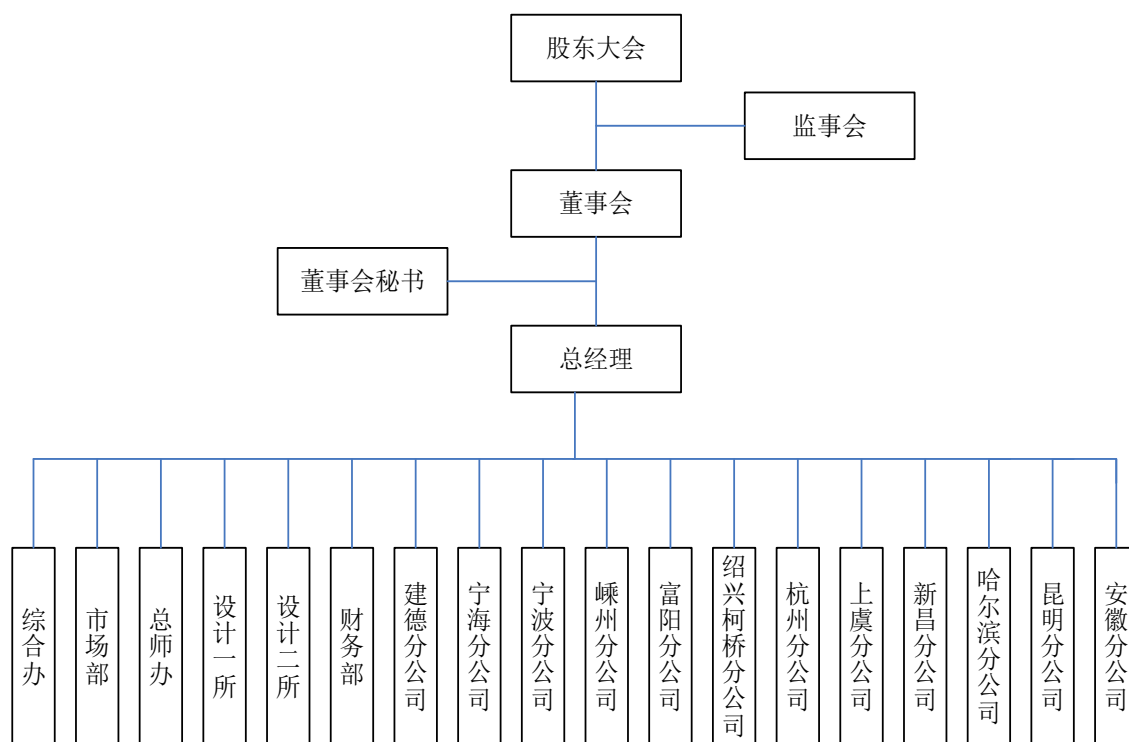 股东大会
监事会
董事会
董事会秘书
总经理
综合办
市场部
总师办
设计一所
设计二所
财务部
建德分公司
宁海分公司
宁波分公司
嵊州分公司
富阳分公司
绍兴柯桥分公司
杭州分公司
上虞分公司
新昌分公司
哈尔滨分公司
昆明分公司
安徽分公司